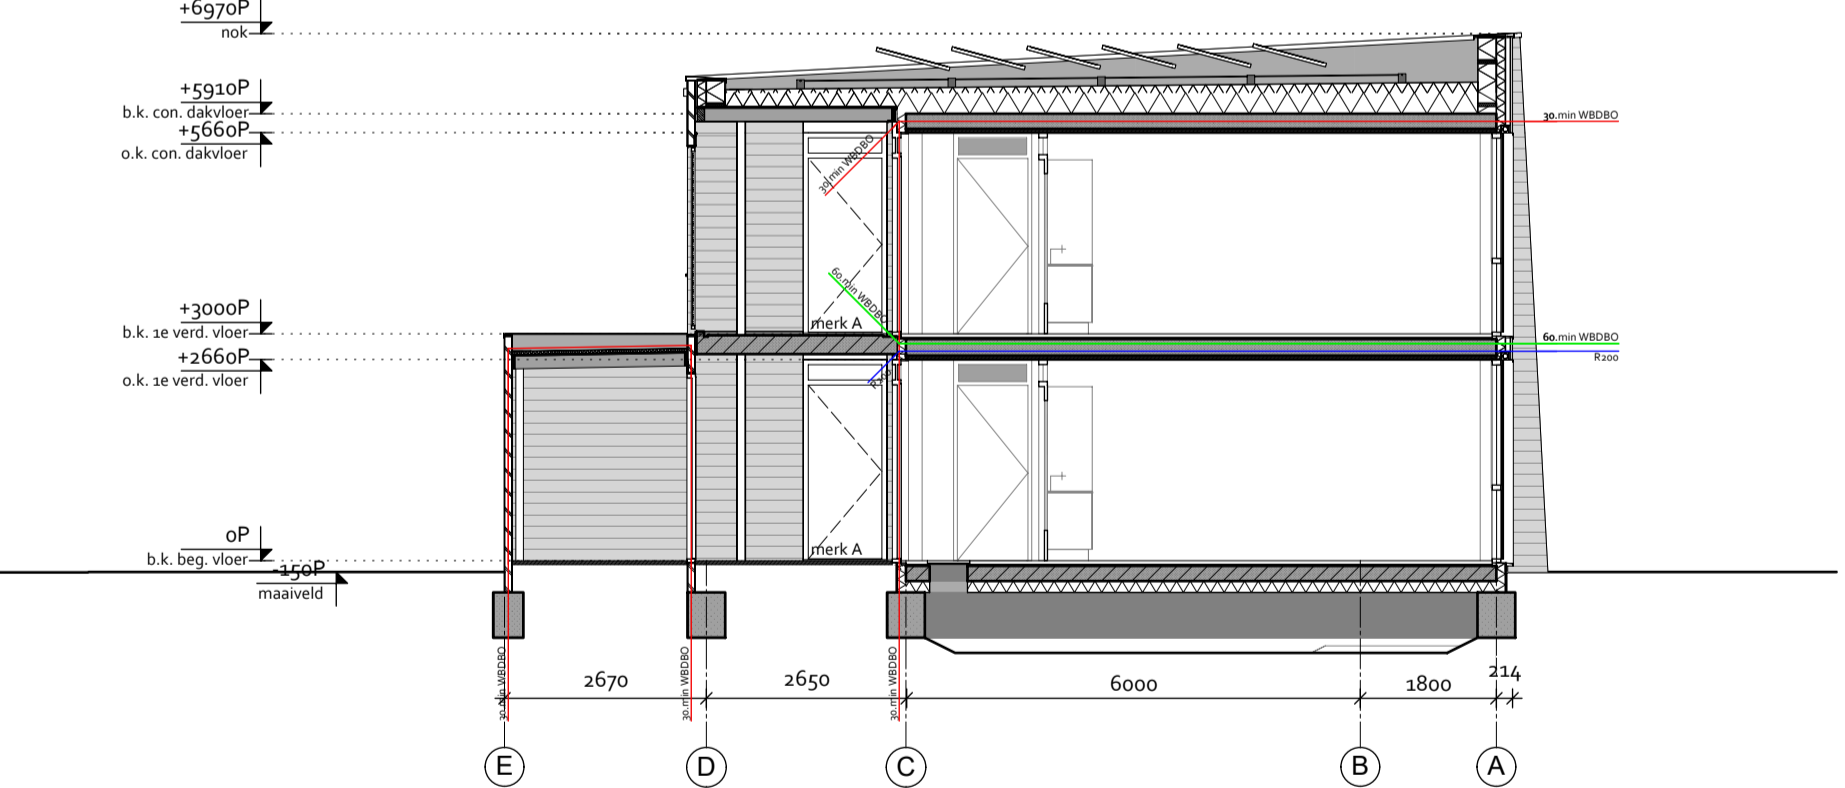 +6970P
nok
+5910P
b.k. con. dakvloer
+5660P
o.k. con. dakvloer
30.min WBDBO
30.min WBDBO
60.min WBDBO
+3000P
b.k. 1e verd. vloer
merk A
60.min WBDBO
R200
+2660P
o.k. 1e verd. vloer
R200
0P
b.k. beg. vloer
merk A
-150P
maaiveld
30.min WBDBO
30.min WBDBO
30.min WBDBO
2670
2650
6000
1800
214
E
D
C
B
A